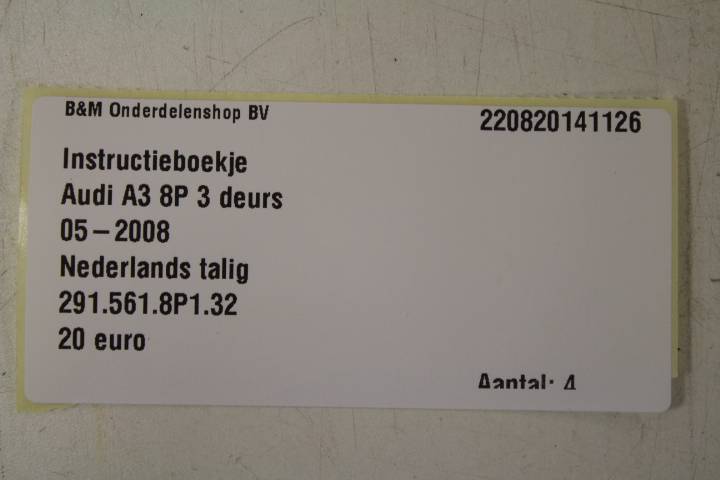 B&M Onderdelenshop BV
220820141126
Instructieboekje
Audi A3 8P 3 deurs
05-2008
Nederlands talig
291.561.8P1.32
20 euro
Aantal: 4